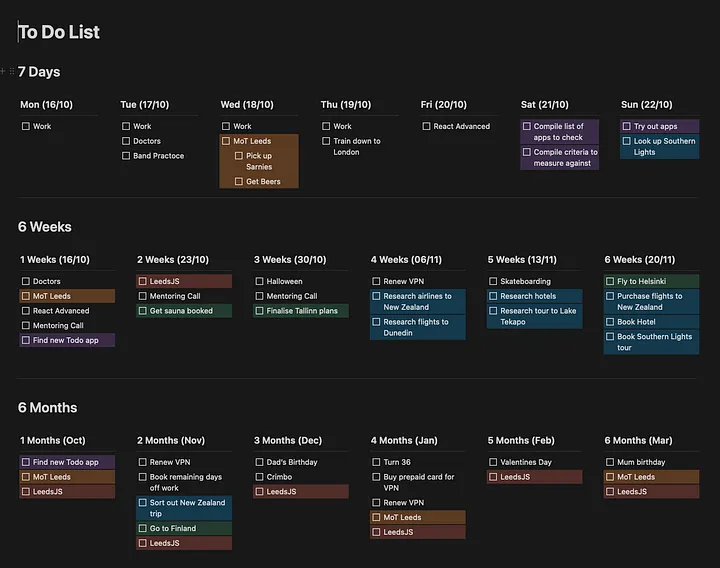 To Do List
7 Days
Mon (16/10)
Work
Tue (17/10)
Work
Doctors
Band Practoce
Wed (18/10)
Work
MoT Leeds
Pick up
Sarnies
Get Beers
Thu (19/10)
Work
Train down to
London
Fri (20/10)
React Advanced
Sat (21/10)
Compile list of
apps to check
Compile criteria to
measure against
Sun (22/10)
Try out apps
Look up Southern
Lights
6 Weeks
1 Weeks (16/10)
Doctors
MoT Leeds
React Advanced
Mentoring Call
Find new Todo app
2 Weeks (23/10)
LeedsJS
Mentoring Call
Get sauna booked
3 Weeks (30/10)
Halloween
Mentoring Call
Finalise Tallinn plans
4 Weeks (06/11)
Renew VPN
Research airlines to
New Zealand
Research flights to
Dunedin
5 Weeks (13/11)
Skateboarding
Research hotels
Research tour to Lake
Tekapo
6 Weeks (20/11)
Fly to Helsinki
Purchase flights to
New Zealand
Book Hotel
Book Southern Lights
tour
6 Months
1 Months (Oct)
Find new Todo app
MoT Leeds
LeedsJS
2 Months (Nov)
Renew VPN
Book remaining days
off work
Sort out New Zealand
trip
Go to Finland
LeedsJS
3 Months (Dec)
Dad's Birthday
Crimbo
LeedsJS
4 Months (Jan)
Turn 36
Buy prepaid card for
VPN
Renew VPN
MoT Leeds
LeedsJS
5 Months (Feb)
Valentines Day
LeedsJS
6 Months (Mar)
Mum birthday
MoT Leeds
LeedsJS